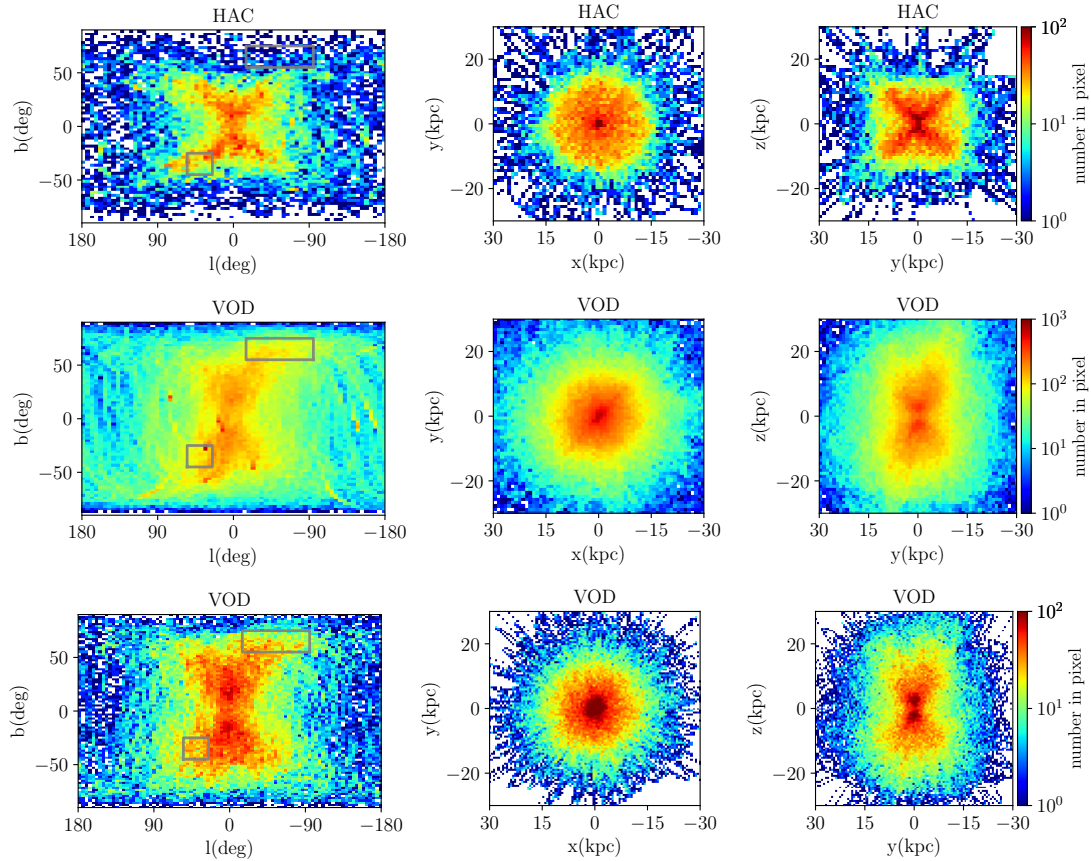 HAC
50
0
−50
b(deg)
180 90 0 −90 −180
l(deg)
HAC
20
0
−20
y(kpc)
30 15 0 −15 −30
x(kpc)
HAC
20
0
−20
z(kpc)
30 15 0 −15 −30
y(kpc)
10² 10¹ 10⁰
number in pixel
VOD
50
0
−50
b(deg)
180 90 0 −90 −180
l(deg)
VOD
20
0
−20
y(kpc)
30 15 0 −15 −30
x(kpc)
VOD
20
0
−20
z(kpc)
30 15 0 −15 −30
y(kpc)
10³ 10² 10¹ 10⁰
number in pixel
VOD
50
0
−50
b(deg)
180 90 0 −90 −180
l(deg)
VOD
20
0
−20
y(kpc)
30 15 0 −15 −30
x(kpc)
VOD
20
0
−20
z(kpc)
30 15 0 −15 −30
y(kpc)
10² 10¹ 10⁰
number in pixel